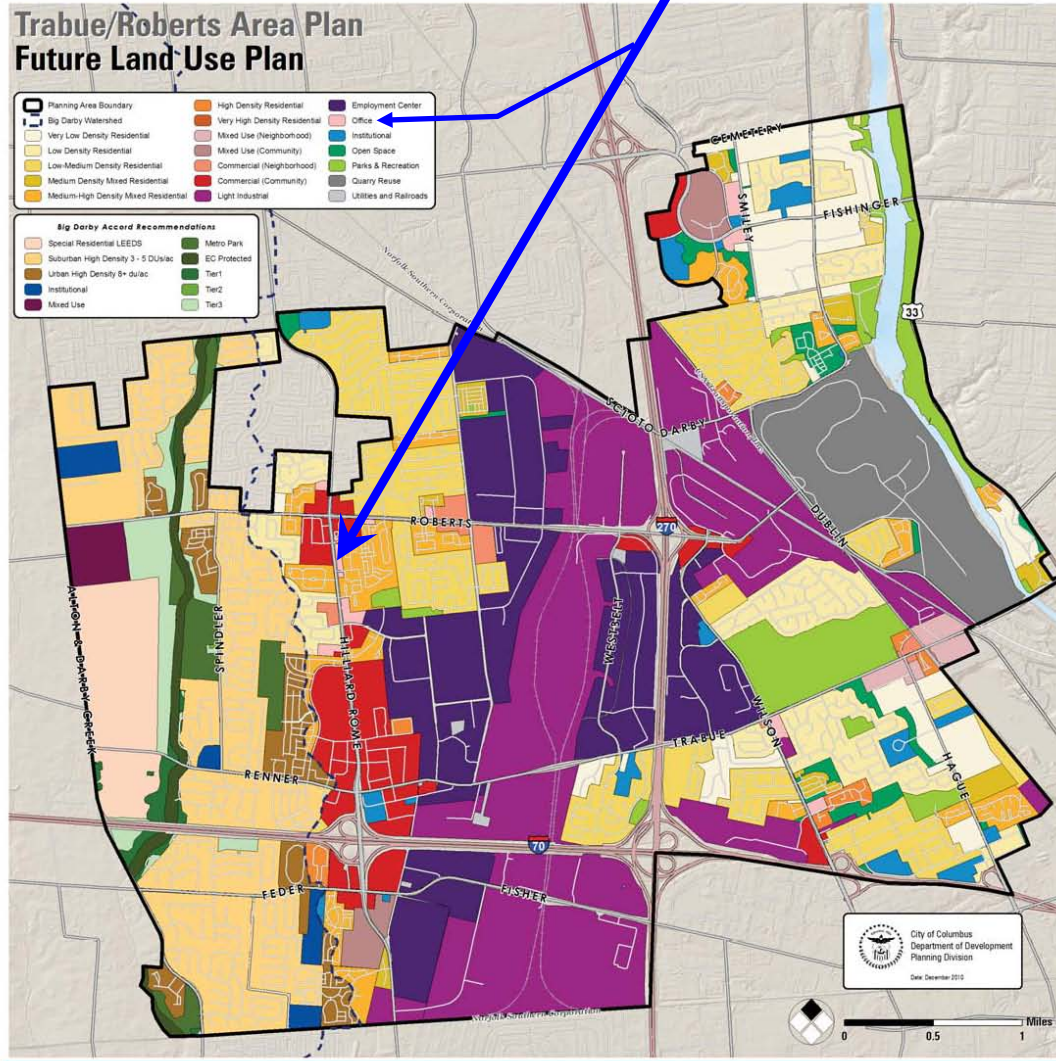 Trabue/Roberts Area Plan
Future Land Use Plan
Planning Area Boundary
Big Darby Watershed
Very Low Density Residential
Low Density Residential
Low-Medium Density Residential
Medium Density Mixed Residential
Medium-High Density Mixed Residential
High Density Residential
Very High Density Residential
Mixed Use (Neighborhood)
Mixed Use (Community)
Commercial (Neighborhood)
Commercial (Community)
Light Industrial
Employment Center
Office
Institutional
Open Space
Parks & Recreation
Quarry Reuse
Utilities and Railroads
Big Darby Accord Recommendations
Special Residential LEEDS
Suburban High Density 3 - 5 DUs/ac
Urban High Density 8+ du/ac
Institutional
Mixed Use
Metro Park
EC Protected
Tier1
Tier2
Tier3
CEMETERY
SMILEY
FISHINGER
Norfolk Southern Corporation
33
SCIOTO DARBY
DUBLIN
ROBERTS
270
SPINDLER
HILLIARD-ROME
WESTBELT
WILSON
TRABUE
HAGUE
RENNER
70
FEDER
FISHER
Norfolk Southern Corporation
City of Columbus
Department of Development
Planning Division
Date: December 2010
Miles
0 0.5 1